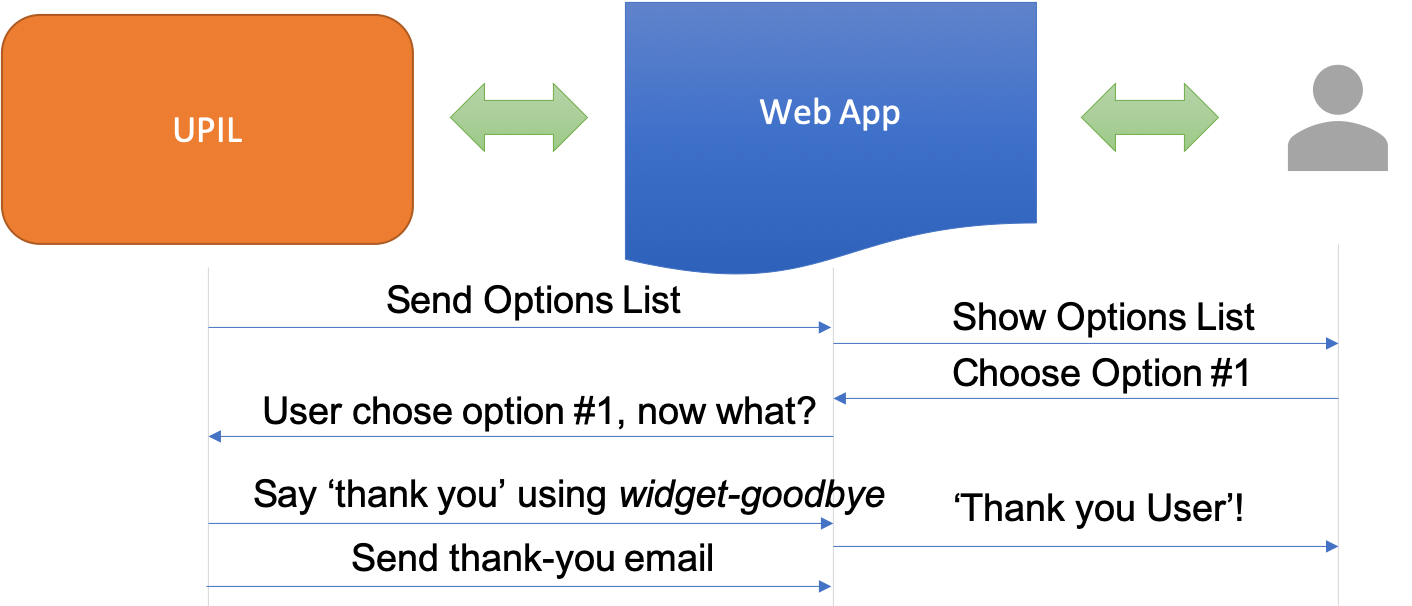 UPIL
Web App
Send Options List
Show Options List
Choose Option #1
User chose option #1, now what?
Say ‘thank you’ using widget-goodbye
‘Thank you User’!
Send thank-you email